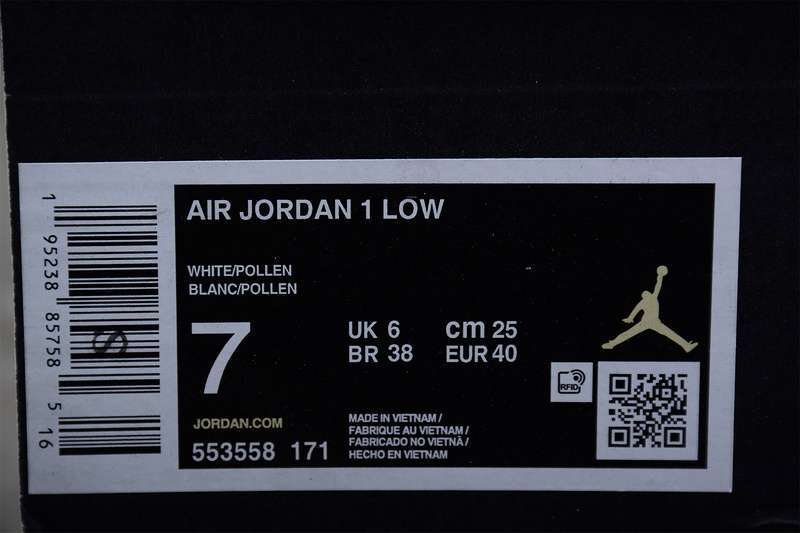 AIR JORDAN 1 LOW
WHITE/POLLEN
BLANC/POLLEN
7
UK 6
BR 38
cm 25
EUR 40
RFID
JORDAN.COM
553558 171
MADE IN VIETNAM /
FABRIQUE AU VIETNAM /
FABRICADO NO VIETNÃ /
HECHO EN VIETNAM
1 95238 85758 5 16